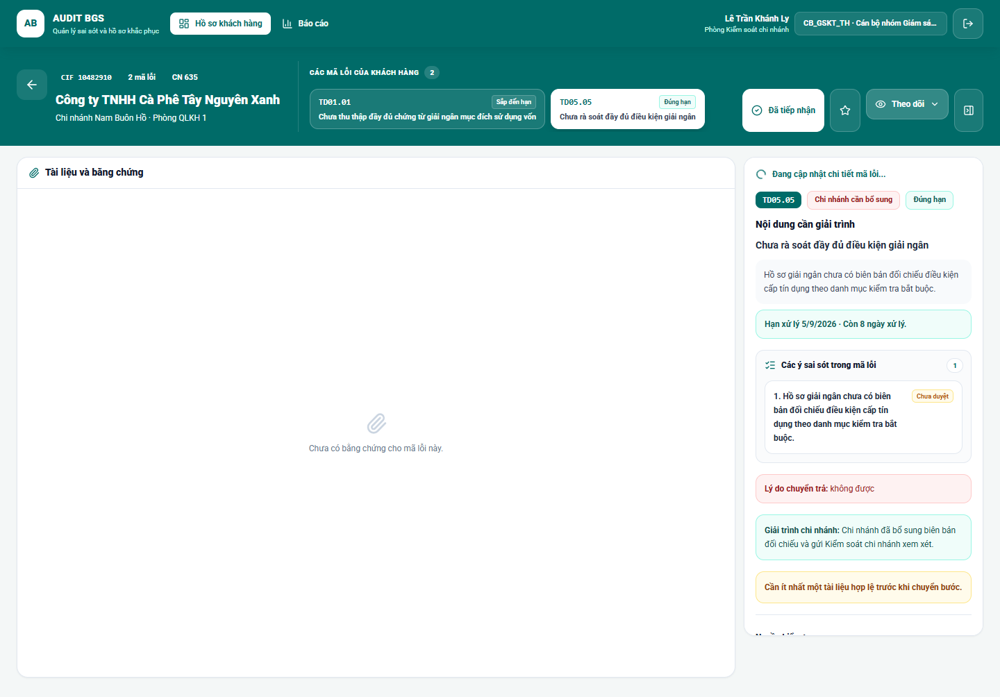 AB
AUDIT BGS
Quản lý sai sót và hồ sơ khắc phục
Hồ sơ khách hàng
Báo cáo
Lê Trần Khánh Ly
Phòng Kiểm soát chi nhánh
CB_GSKT_TH · Cán bộ nhóm Giám sá...
CIF 10482910
2 mã lỗi
CN 635
Công ty TNHH Cà Phê Tây Nguyên Xanh
Chi nhánh Nam Buôn Hồ · Phòng QLKH 1
CÁC MÃ LỖI CỦA KHÁCH HÀNG 2
TD01.01
Sắp đến hạn
Chưa thu thập đầy đủ chứng từ giải ngân mục đích sử dụng vốn
TD05.05
Đúng hạn
Chưa rà soát đầy đủ điều kiện giải ngân
Đã tiếp nhận
Theo dõi
Tài liệu và bằng chứng
Chưa có bằng chứng cho mã lỗi này.
Đang cập nhật chi tiết mã lỗi...
TD05.05
Chi nhánh cần bổ sung
Đúng hạn
Nội dung cần giải trình
Chưa rà soát đầy đủ điều kiện giải ngân
Hồ sơ giải ngân chưa có biên bản đối chiếu điều kiện
cấp tín dụng theo danh mục kiểm tra bắt buộc.
Hạn xử lý 5/9/2026 · Còn 8 ngày xử lý.
Các ý sai sót trong mã lỗi
1
1. Hồ sơ giải ngân chưa có biên
bản đối chiếu điều kiện cấp tín
dụng theo danh mục kiểm tra bắt
buộc.
Chưa duyệt
Lý do chuyển trả: không được
Giải trình chi nhánh: Chi nhánh đã bổ sung biên bản
đối chiếu và gửi Kiểm soát chi nhánh xem xét.
Cần ít nhất một tài liệu hợp lệ trước khi chuyển bước.